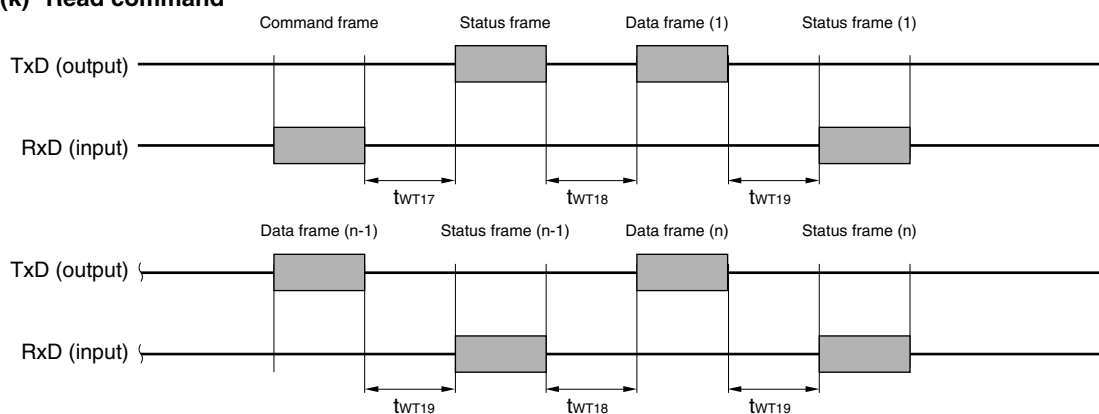 (k) Read command
Command frame Status frame Data frame (1) Status frame (1)
TxD (output)
RxD (input)
tWT17 tWT18 tWT19
Data frame (n-1) Status frame (n-1) Data frame (n) Status frame (n)
TxD (output)
RxD (input)
tWT19 tWT18 tWT19